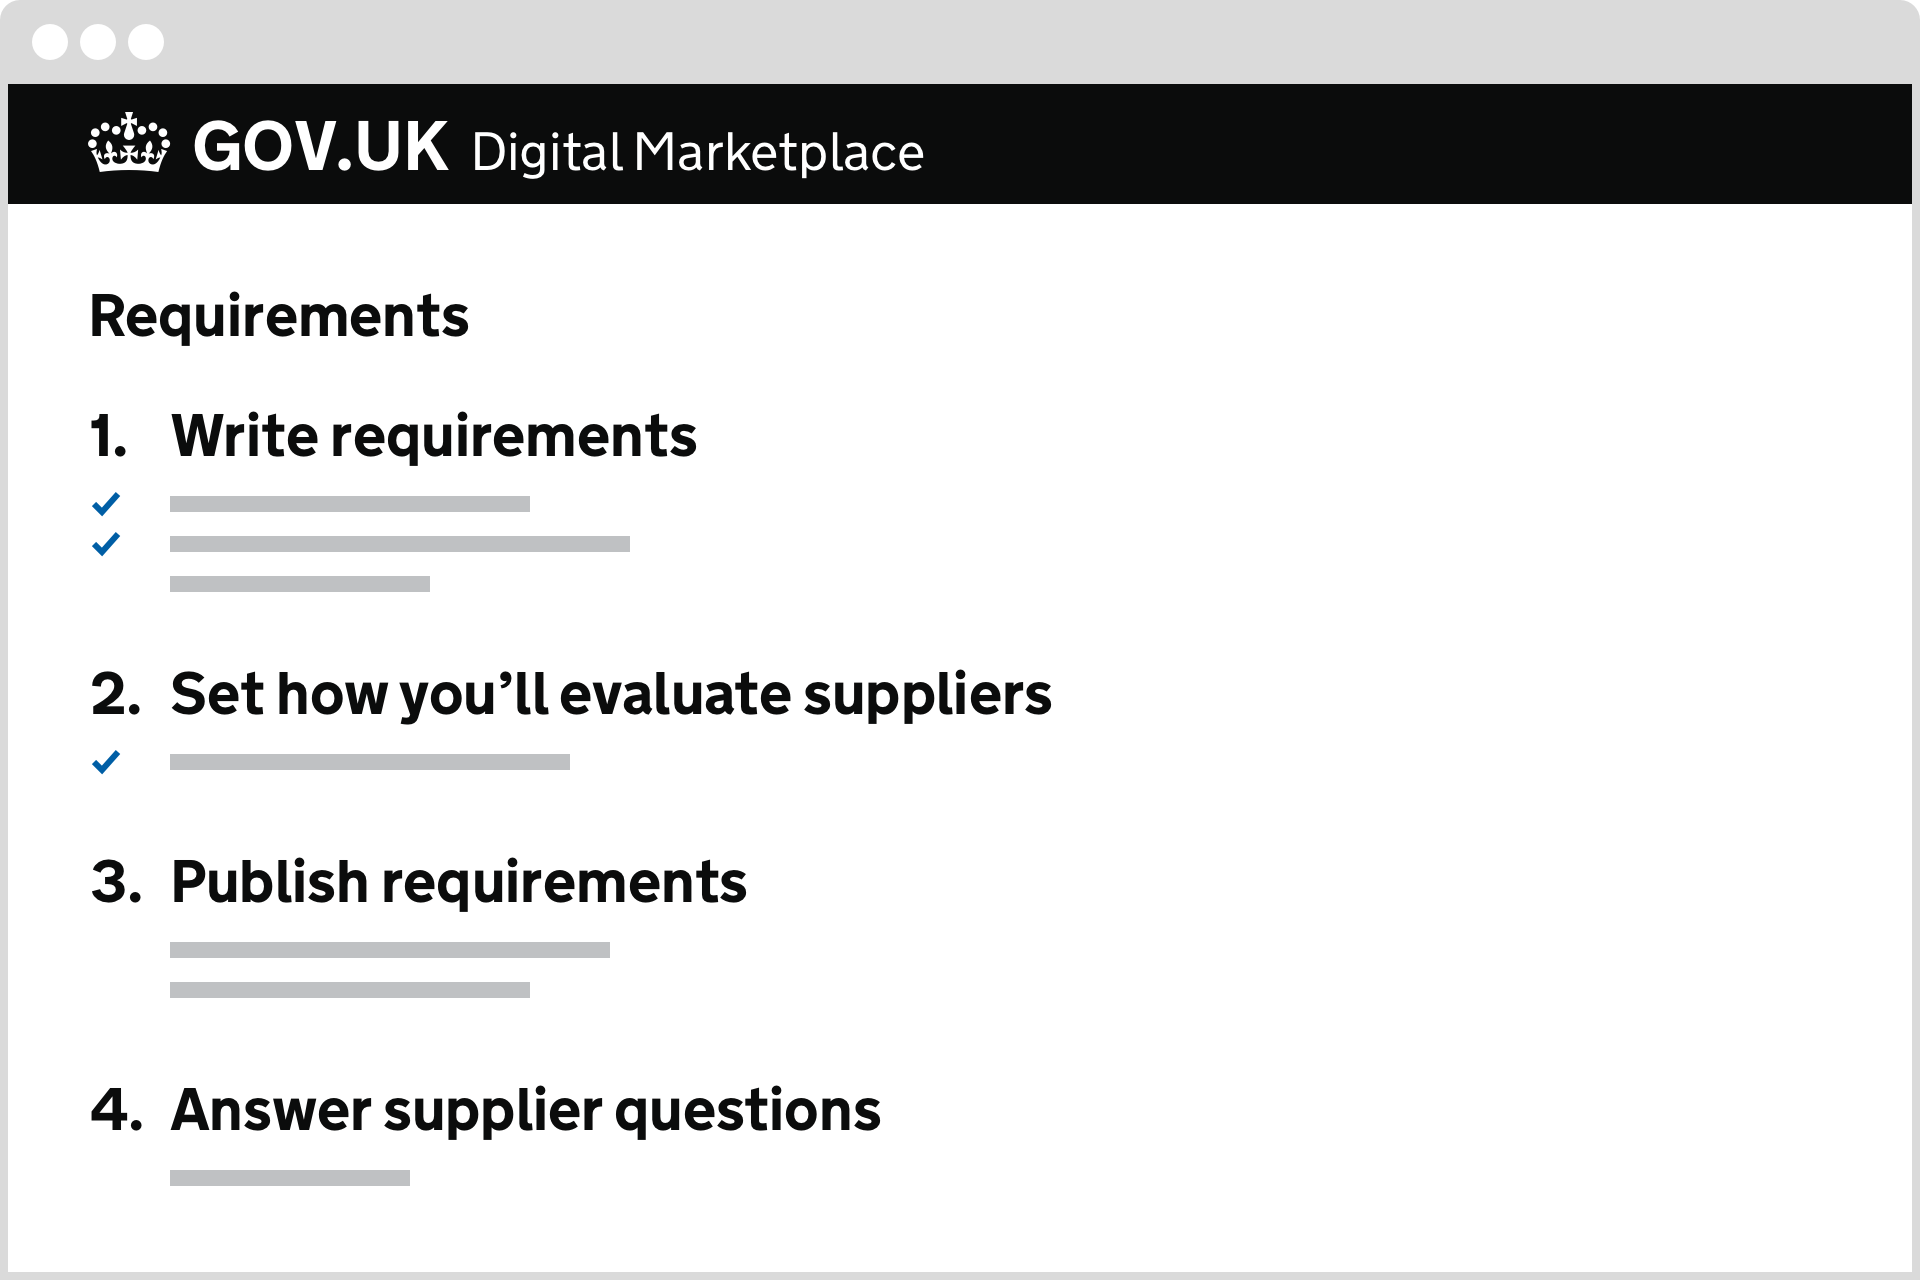 GOV.UK Digital Marketplace
Requirements
1. Write requirements
2. Set how you’ll evaluate suppliers
3. Publish requirements
4. Answer supplier questions